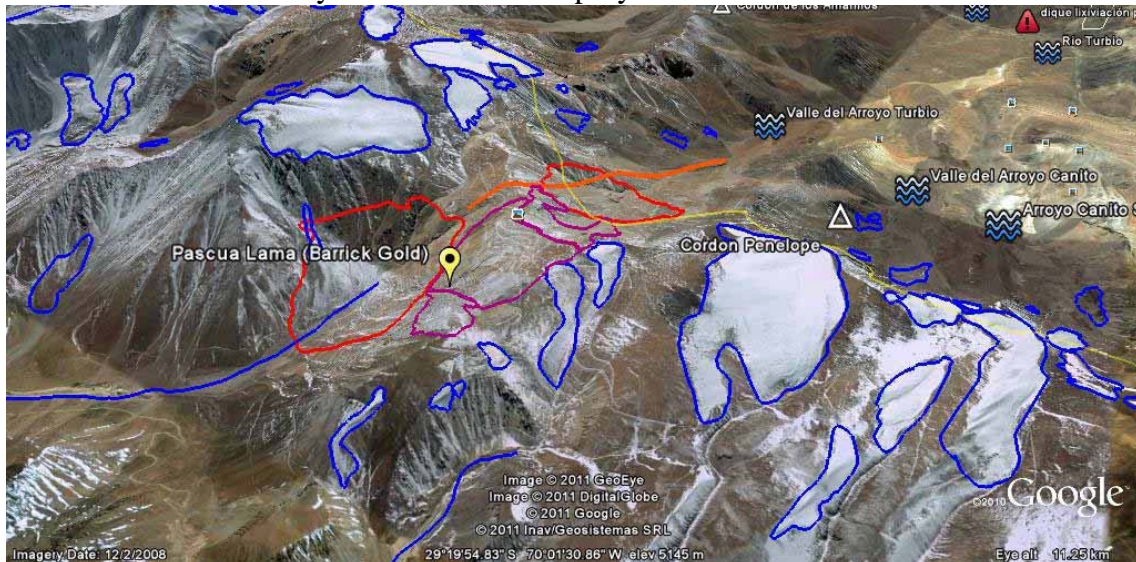 Cordon de los Amarillos
dique lixiviación
Rio Turbio
Valle del Arroyo Turbio
Valle del Arroyo Canito
Arroyo Canito
Pascua Lama (Barrick Gold)
Cordon Penelope
Image © 2011 GeoEye
Image © 2011 DigitalGlobe
© 2011 Google
© 2011 Inav/Geosistemas SRL
©2010 Google
Imagery Date: 12/2/2008
29°19'54.83" S 70°01'30.86" W elev 5145 m
Eye alt 11.25 km